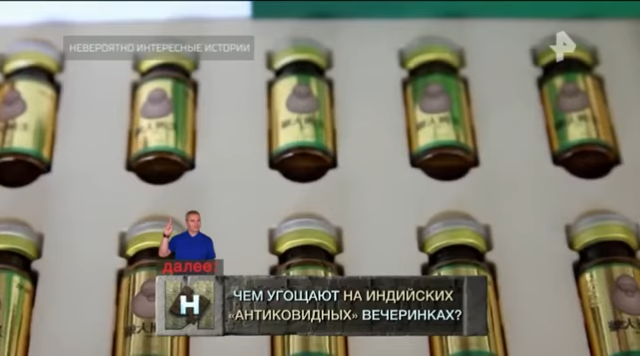 НЕВЕРОЯТНО ИНТЕРЕСНЫЕ ИСТОРИИ
далее
Н
ЧЕМ УГОЩАЮТ НА ИНДИЙСКИХ
«АНТИКОВИДНЫХ» ВЕЧЕРИНКАХ?